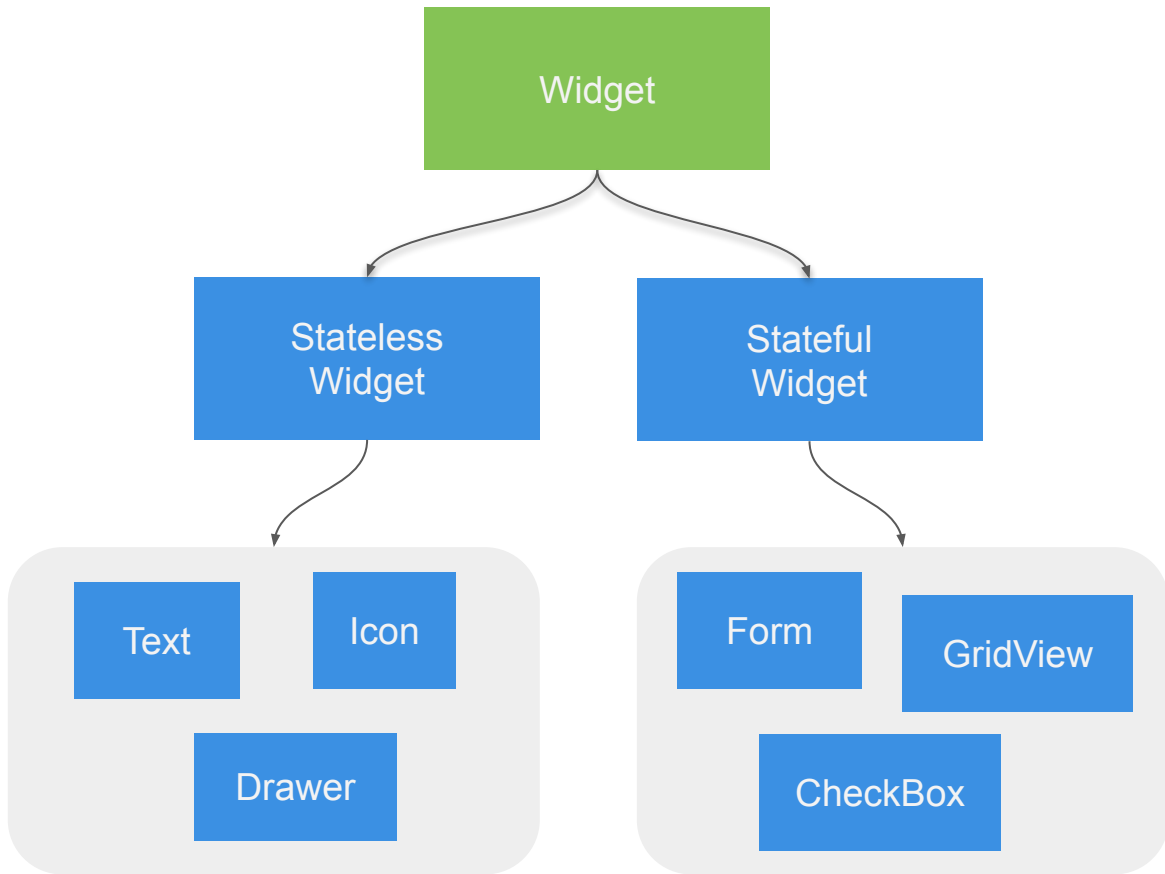 Widget
Stateless
Widget
Stateful
Widget
Text
Icon
Drawer
Form
GridView
CheckBox